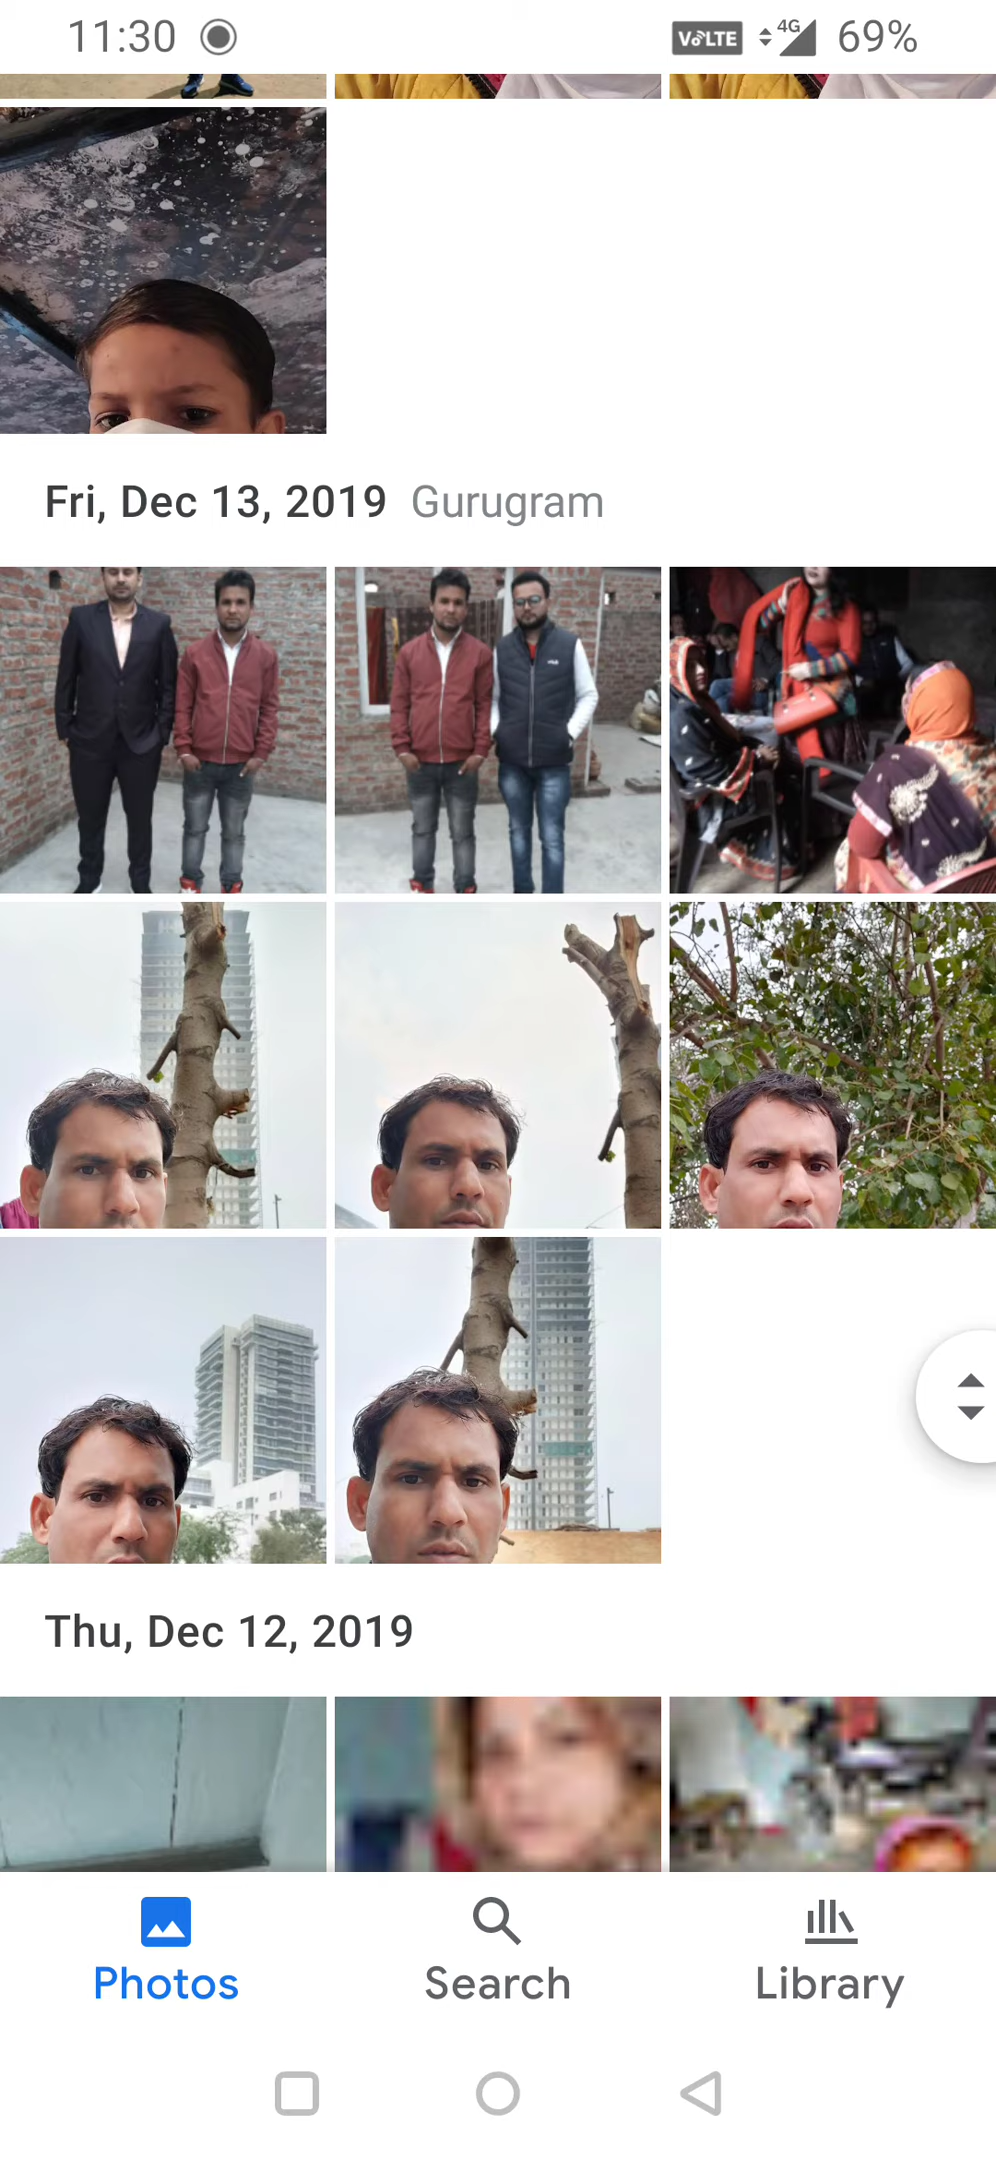 11:30 VoLTE 4G 69%
Fri, Dec 13, 2019 Gurugram
Thu, Dec 12, 2019
Photos Search Library